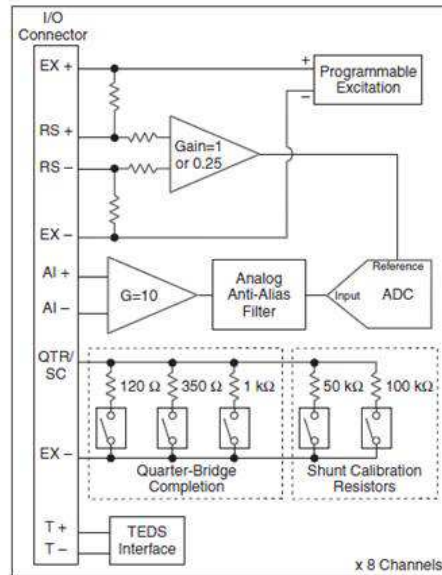 I/O
Connector
EX +
+
Programmable
Excitation
–
RS +
Gain=1
or 0.25
RS –
EX –
Reference
AI +
G=10
Analog
Anti-Alias
Filter
Input
ADC
AI –
QTR/
SC
120 Ω
350 Ω
1 kΩ
50 kΩ
100 kΩ
EX –
Quarter-Bridge
Completion
Shunt Calibration
Resistors
T +
T –
TEDS
Interface
x 8 Channels